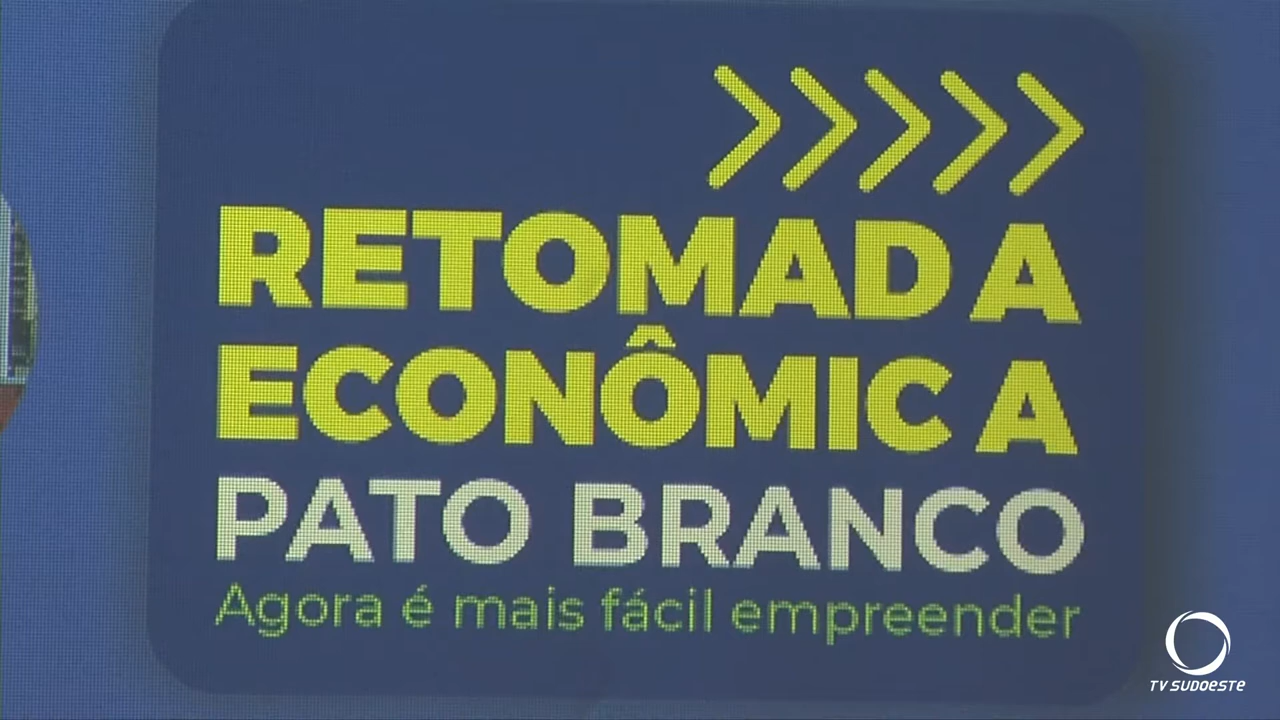 RETOMADA
ECONÔMICA
PATO BRANCO
Agora é mais fácil empreender
TV SUDOESTE